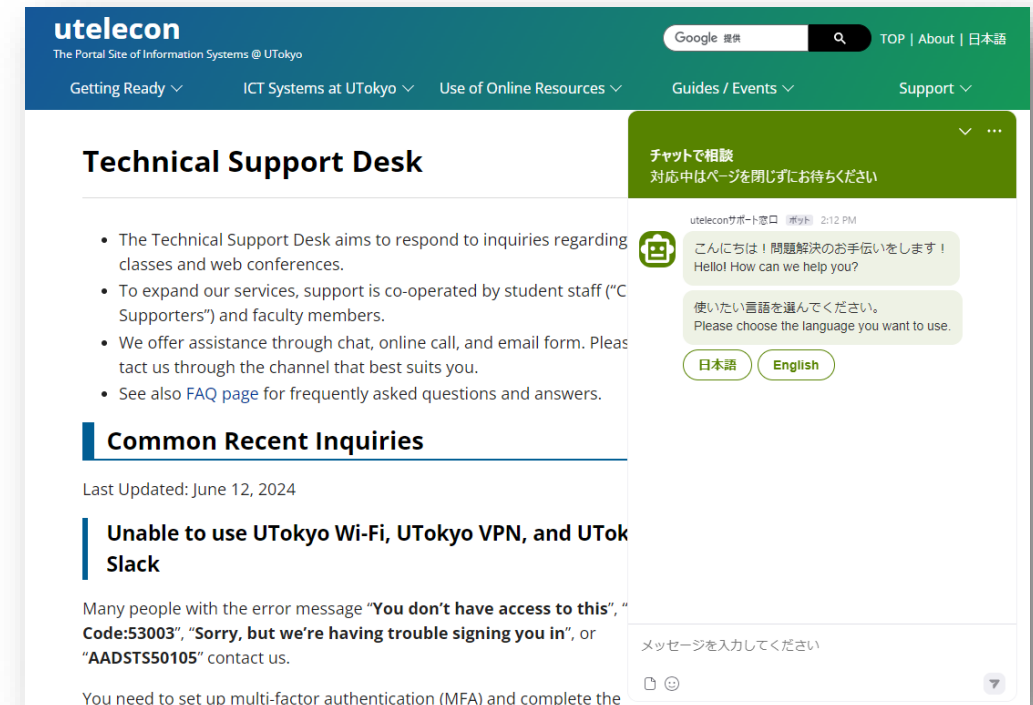 utelecon
The Portal Site of Information Systems @ UTokyo
Google 提供
TOP | About | 日本語
Getting Ready
ICT Systems at UTokyo
Use of Online Resources
Guides / Events
Support
Technical Support Desk
• The Technical Support Desk aims to respond to inquiries regarding
classes and web conferences.
• To expand our services, support is co-operated by student staff (“C
Supporters”) and faculty members.
• We offer assistance through chat, online call, and email form. Pleas
tact us through the channel that best suits you.
• See also FAQ page for frequently asked questions and answers.
Common Recent Inquiries
Last Updated: June 12, 2024
Unable to use UTokyo Wi-Fi, UTokyo VPN, and UTok
Slack
Many people with the error message “You don’t have access to this”, “
Code:53003”, “Sorry, but we’re having trouble signing you in”, or
“AADSTS50105” contact us.
You need to set up multi-factor authentication (MFA) and complete the
チャットで相談
対応中はページを閉じずにお待ちください
uteleconサポート窓口 ボット 2:12 PM
こんにちは！問題解決のお手伝いをします！
Hello! How can we help you?
使いたい言語を選んでください。
Please choose the language you want to use.
日本語
English
メッセージを入力してください